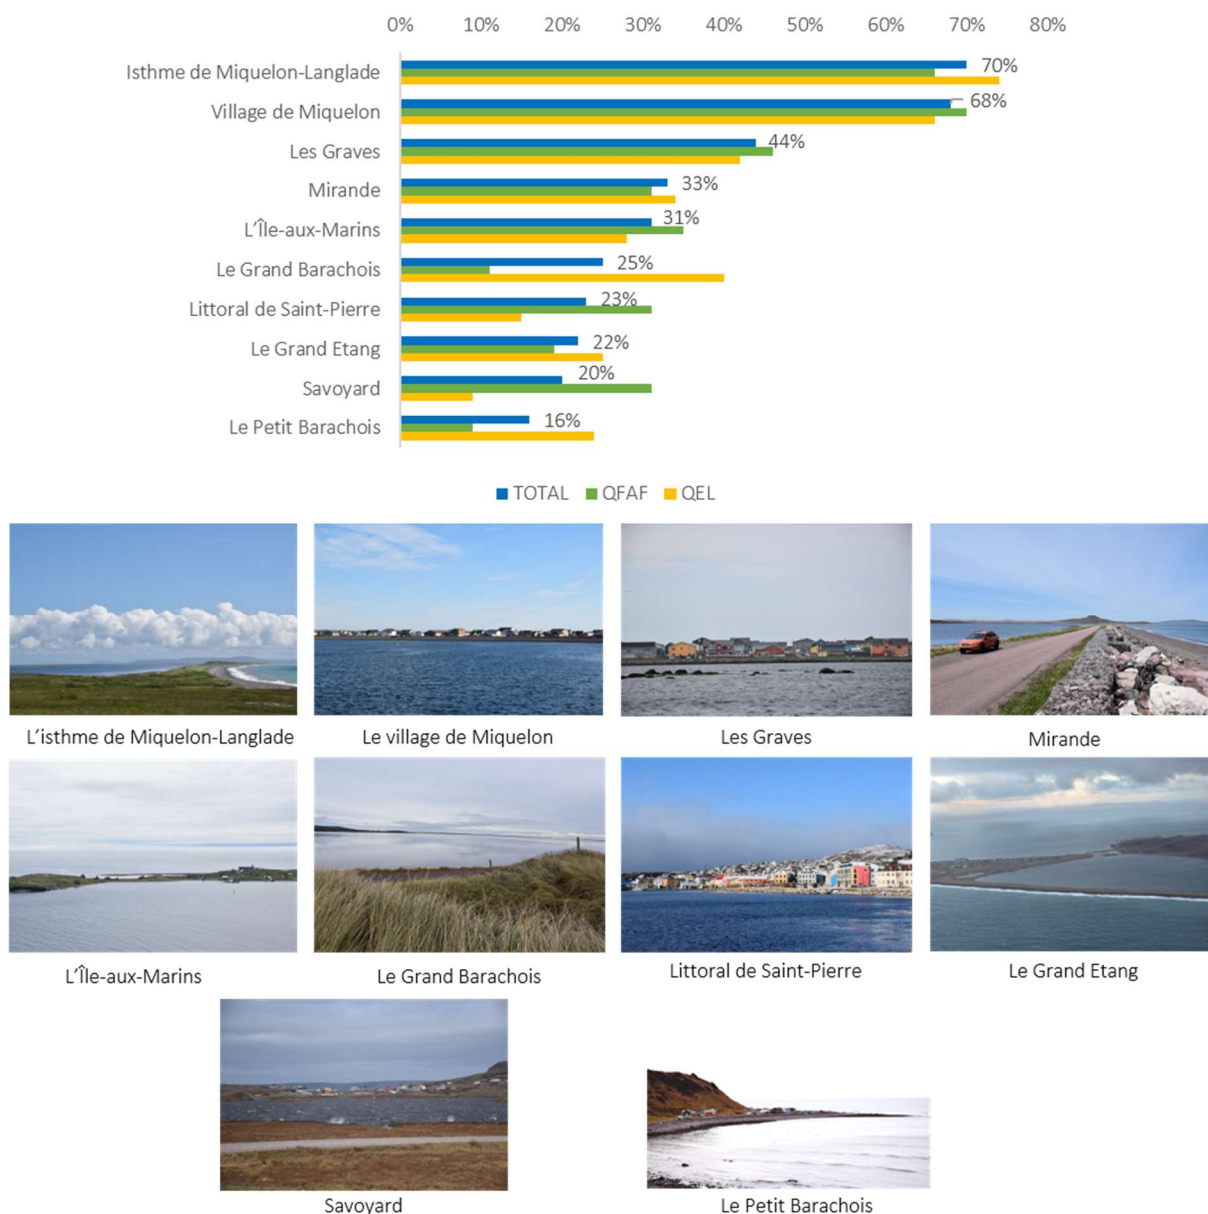 0% 10% 20% 30% 40% 50% 60% 70% 80%
Isthme de Miquelon-Langlade 70%
Village de Miquelon 68%
Les Graves 44%
Mirande 33%
L'Île-aux-Marins 31%
Le Grand Barachois 25%
Littoral de Saint-Pierre 23%
Le Grand Etang 22%
Savoyard 20%
Le Petit Barachois 16%
TOTAL QFAF QEL
L'isthme de Miquelon-Langlade Le village de Miquelon Les Graves Mirande
L'Île-aux-Marins Le Grand Barachois Littoral de Saint-Pierre Le Grand Etang
Savoyard Le Petit Barachois